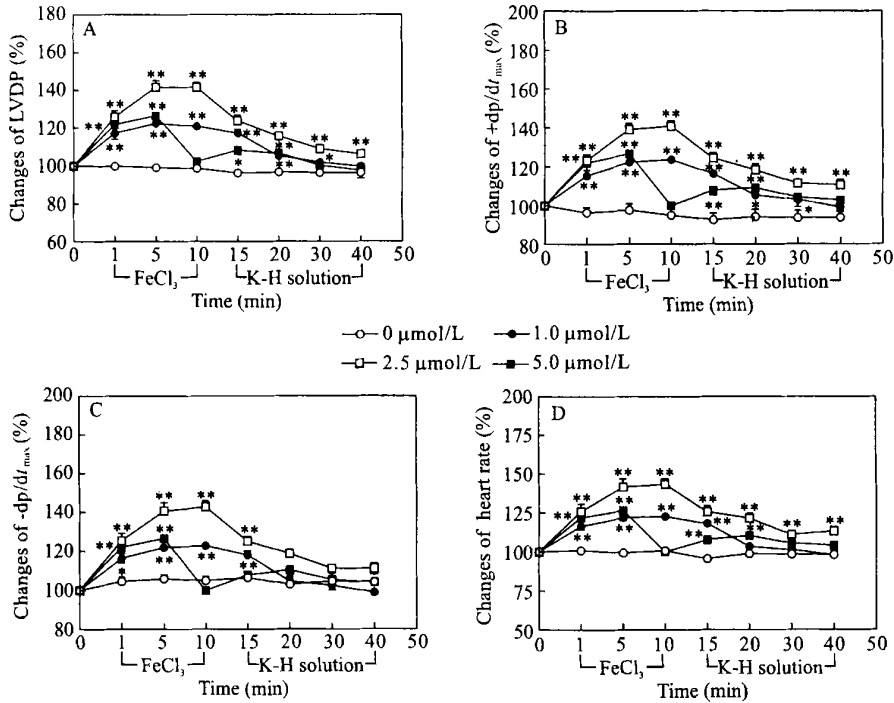 A
Changes of LVDP (%)
180
160
140
120
100
80
60
** ** ** ** ** ** ** **
** ** ** ** ** **
** ** * ** *
0 1 5 10 15 20 30 40 50
FeCl₃ K-H solution
Time (min)
B
Changes of +dp/dt max (%)
180
160
140
120
100
80
0 1 5 10 15 20 30 40 50
FeCl₃ K-H solution
Time (min)
0 μmol/L 1.0 μmol/L
2.5 μmol/L 5.0 μmol/L
C
Changes of -dp/dt max (%)
200
180
160
140
120
100
80
0 1 5 10 15 20 30 40 50
FeCl₃ K-H solution
Time (min)
D
Changes of heart rate (%)
200
175
150
125
100
75
50
0 1 5 10 15 20 30 40 50
FeCl₃ K-H solution
Time (min)